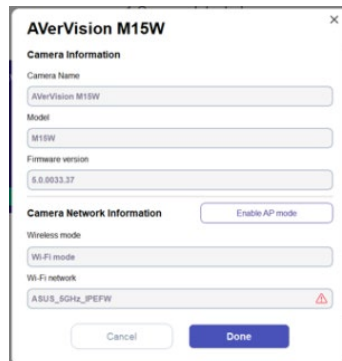 AVerVision M15W
Camera Information
Camera Name
AVerVision M15W
Model
M15W
Firmware version
5.0.0033.37
Camera Network Information
Enable AP mode
Wireless mode
Wi-Fi mode
Wi-Fi network
ASUS_5GHz_IPEFW
Cancel
Done